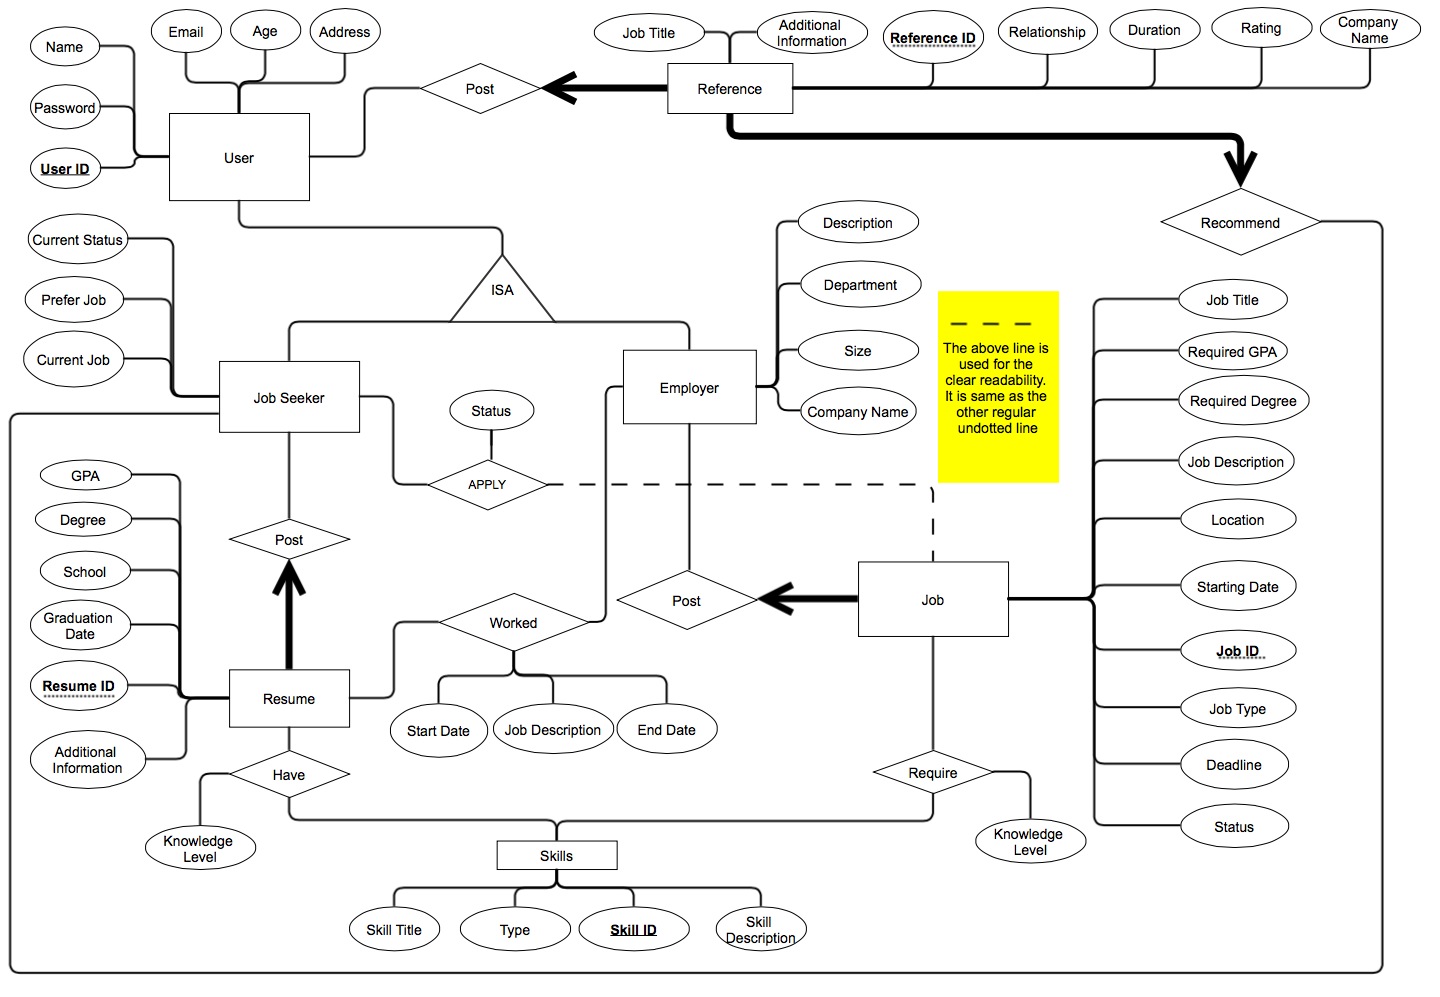 Name
Email
Age
Address
Job Title
Additional
Information
Reference ID
Relationship
Duration
Rating
Company
Name
Password
Post
Reference
User ID
User
Current Status
Description
Recommend
ISA
Department
Prefer Job
Job Title
Current Job
Size
The above line is
used for the
clear readability.
It is same as the
other regular
undotted line
Required GPA
Job Seeker
Status
Employer
Company Name
Required Degree
GPA
APPLY
Job Description
Degree
Post
Location
School
Post
Job
Starting Date
Graduation
Date
Worked
Job ID
Resume ID
Resume
Start Date
Job Description
End Date
Job Type
Additional
Information
Have
Require
Deadline
Knowledge
Level
Skills
Knowledge
Level
Status
Skill Title
Type
Skill ID
Skill
Description